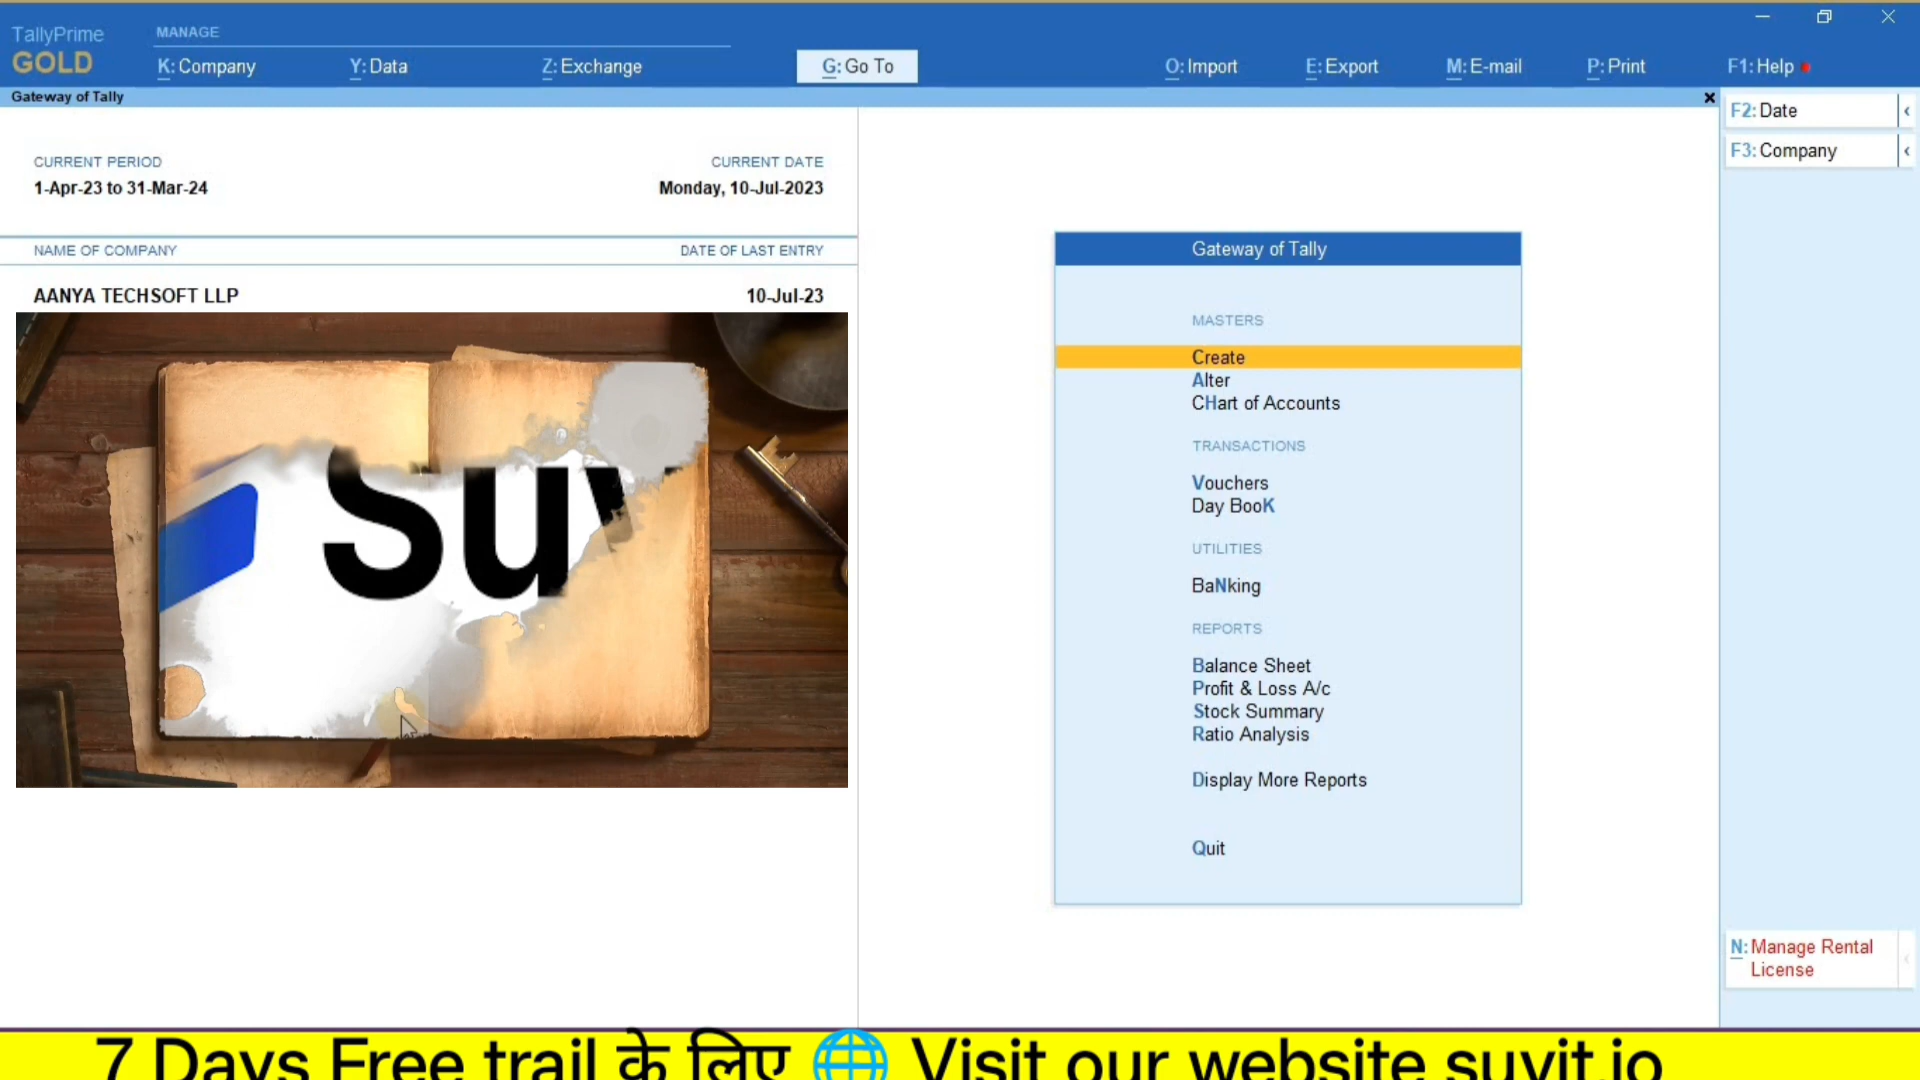 TallyPrime
GOLD
MANAGE
K: Company
Y: Data
Z: Exchange
G: Go To
O: Import
E: Export
M: E-mail
P: Print
F1: Help
Gateway of Tally
F2: Date
F3: Company
CURRENT PERIOD
CURRENT DATE
1-Apr-23 to 31-Mar-24
Monday, 10-Jul-2023
NAME OF COMPANY
DATE OF LAST ENTRY
AANYA TECHSOFT LLP
10-Jul-23
Suv
Gateway of Tally
MASTERS
Create
Alter
CHart of Accounts
TRANSACTIONS
Vouchers
Day BooK
UTILITIES
BaNking
REPORTS
Balance Sheet
Profit & Loss A/c
Stock Summary
Ratio Analysis
Display More Reports
Quit
N: Manage Rental
License
7 Days Free trail के लिए 🌐 Visit our website suvit.io